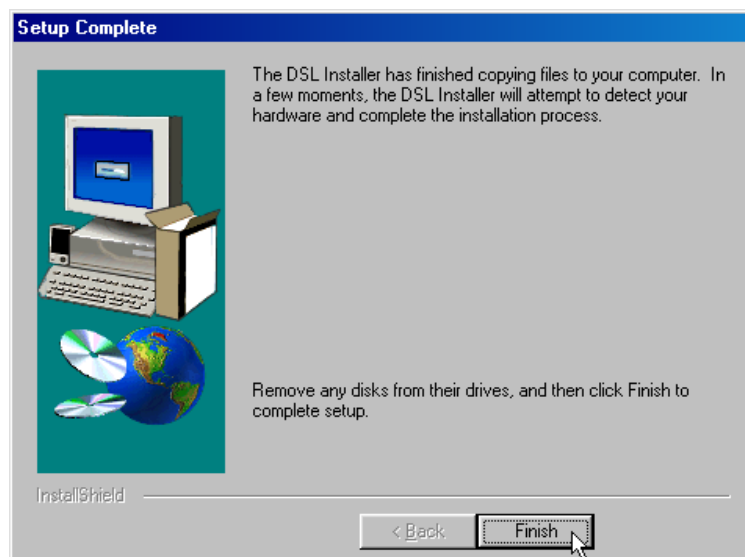 Setup Complete
The DSL Installer has finished copying files to your computer.  In
a few moments, the DSL Installer will attempt to detect your
hardware and complete the installation process.
Remove any disks from their drives, and then click Finish to
complete setup.
InstallShield
< Back
Finish